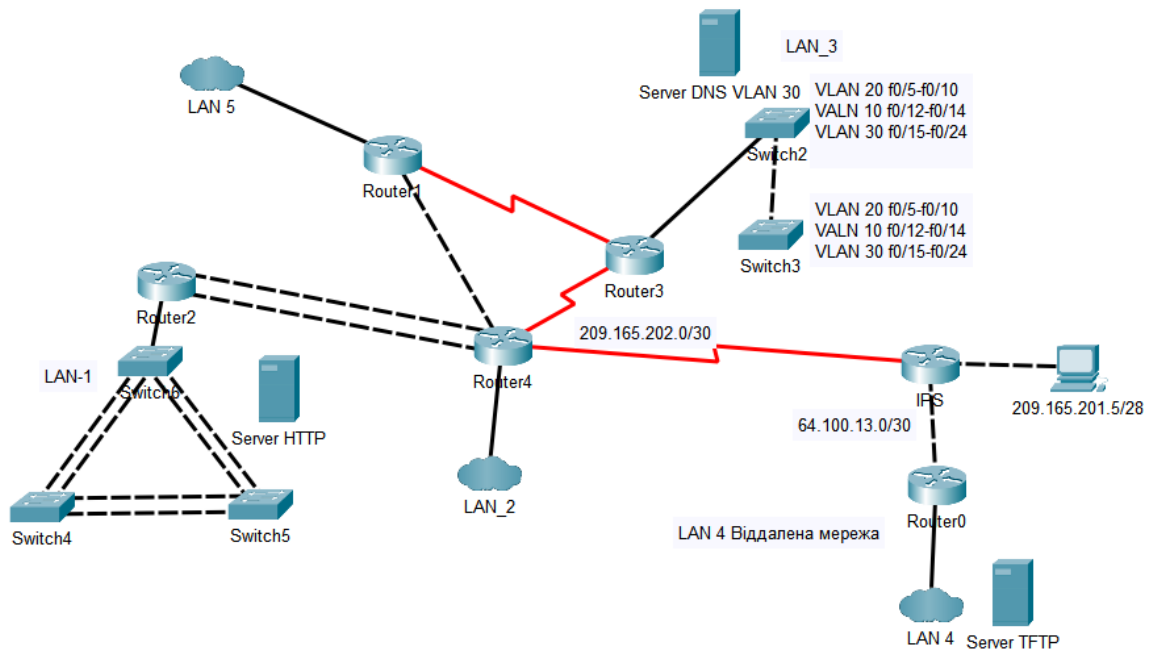 LAN_3
Server DNS VLAN 30
VLAN 20 f0/5-f0/10
VALN 10 f0/12-f0/14
VLAN 30 f0/15-f0/24
LAN 5
Switch2
Router1
VLAN 20 f0/5-f0/10
VALN 10 f0/12-f0/14
VLAN 30 f0/15-f0/24
Switch3
Router3
Router2
209.165.202.0/30
LAN-1
Switch6
Router4
IPS
209.165.201.5/28
Server HTTP
64.100.13.0/30
LAN_2
Router0
Switch4
Switch5
LAN 4 Віддалена мережа
LAN 4
Server TFTP